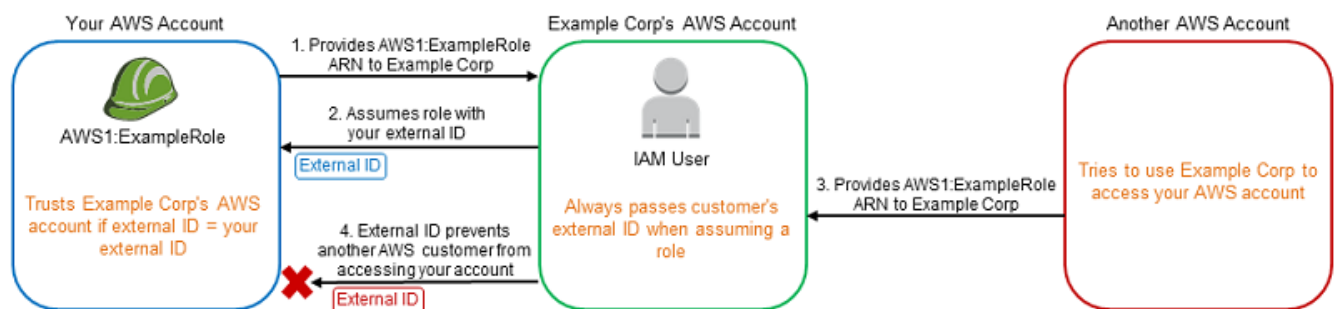 Your AWS Account
Example Corp's AWS Account
Another AWS Account
1. Provides AWS1:ExampleRole
ARN to Example Corp
AWS1:ExampleRole
2. Assumes role with
your external ID
External ID
IAM User
Trusts Example Corp's AWS
account if external ID = your
external ID
Always passes customer's
external ID when assuming a
role
3. Provides AWS1:ExampleRole
ARN to Example Corp
Tries to use Example Corp to
access your AWS account
4. External ID prevents
another AWS customer from
accessing your account
External ID